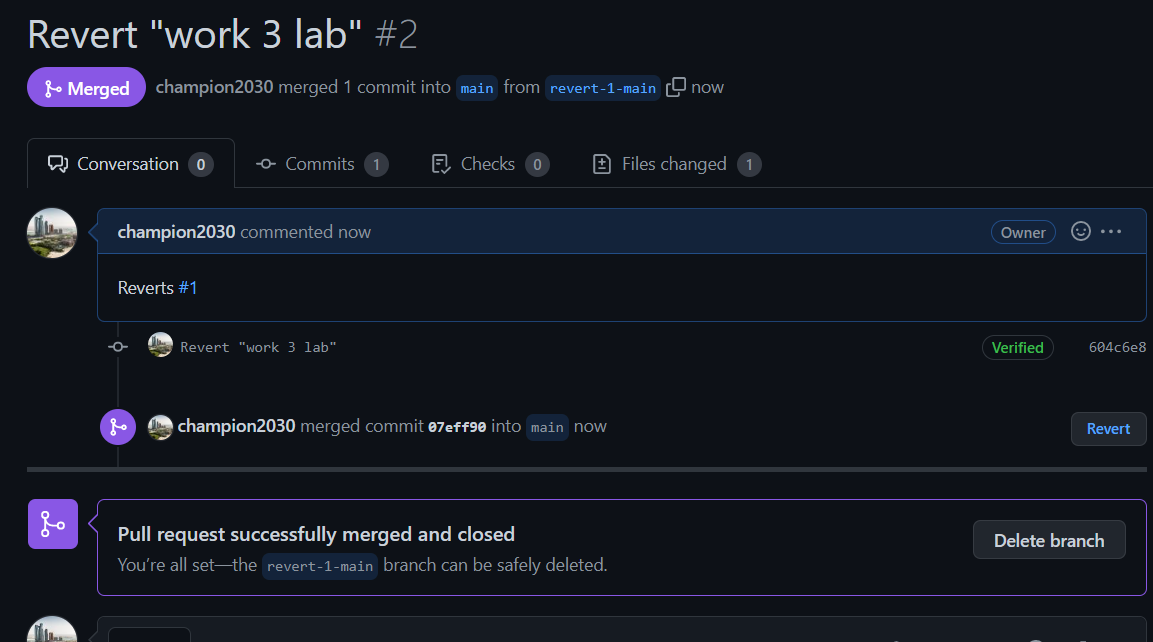 Revert "work 3 lab" #2
Merged champion2030 merged 1 commit into main from revert-1-main now
Conversation 0 Commits 1 Checks 0 Files changed 1
champion2030 commented now Owner
Reverts #1
Revert "work 3 lab" Verified 604c6e8
champion2030 merged commit 07eff90 into main now Revert
Pull request successfully merged and closed
Delete branch
You’re all set—the revert-1-main branch can be safely deleted.